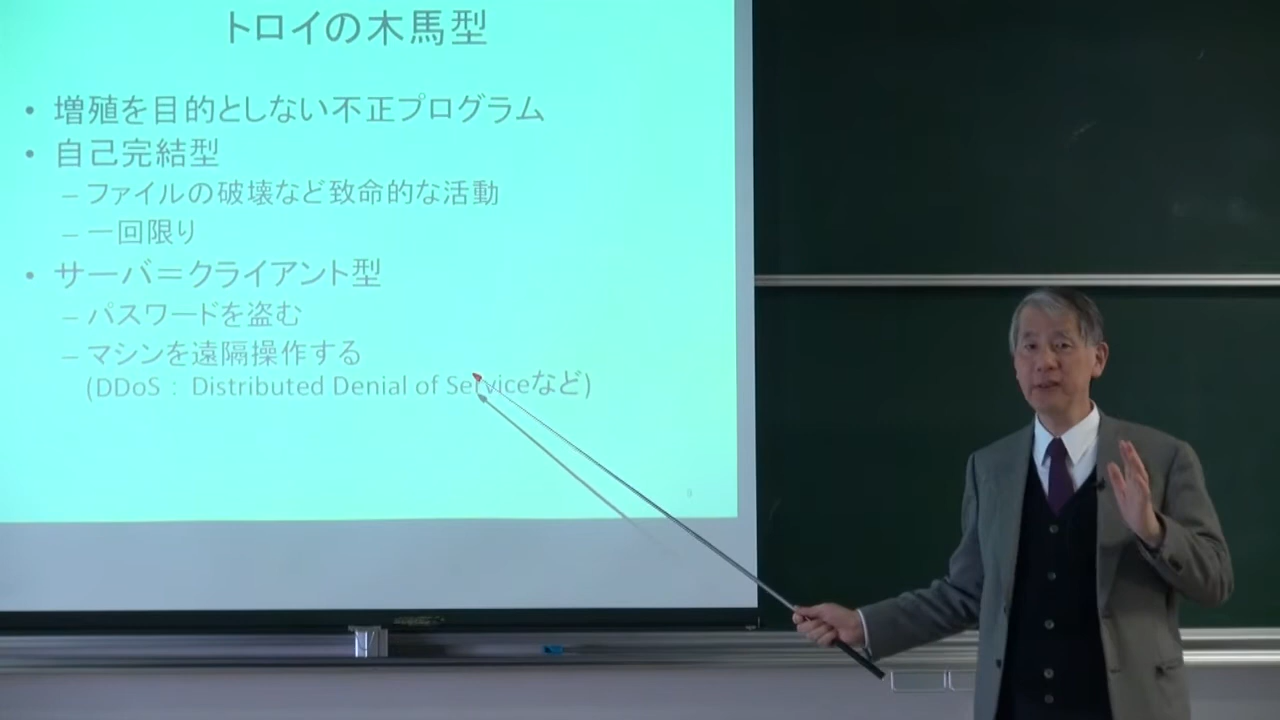 トロイの木馬型
• 増殖を目的としない不正プログラム
• 自己完結型
– ファイルの破壊など致命的な活動
– 一回限り
• サーバ＝クライアント型
– パスワードを盗む
– マシンを遠隔操作する
(DDoS： Distributed Denial of Serviceなど)
9